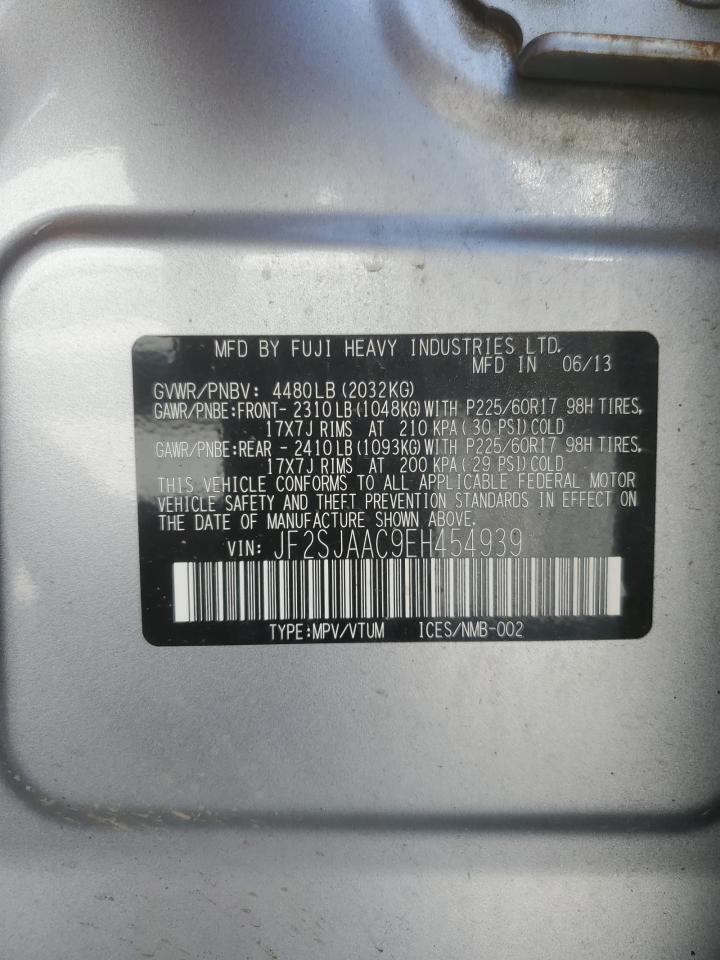 MFD BY FUJI HEAVY INDUSTRIES LTD.
MFD IN 06/13
GVWR/PNBV: 4480LB(2032KG)
GAWR/PNBE:FRONT- 2310LB(1048KG)WITH P225/60R17 98H TIRES,
17X7J RIMS AT 210 KPA( 30 PSI)COLD
GAWR/PNBE:REAR - 2410LB(1093KG)WITH P225/60R17 98H TIRES,
17X7J RIMS AT 200 KPA( 29 PSI)COLD
THIS VEHICLE CONFORMS TO ALL APPLICABLE FEDERAL MOTOR
VEHICLE SAFETY AND THEFT PREVENTION STANDARDS IN EFFECT ON
THE DATE OF MANUFACTURE SHOWN ABOVE.
VIN: JF2SJAAC9EH454939
TYPE:MPV/VTUM ICES/NMB-002